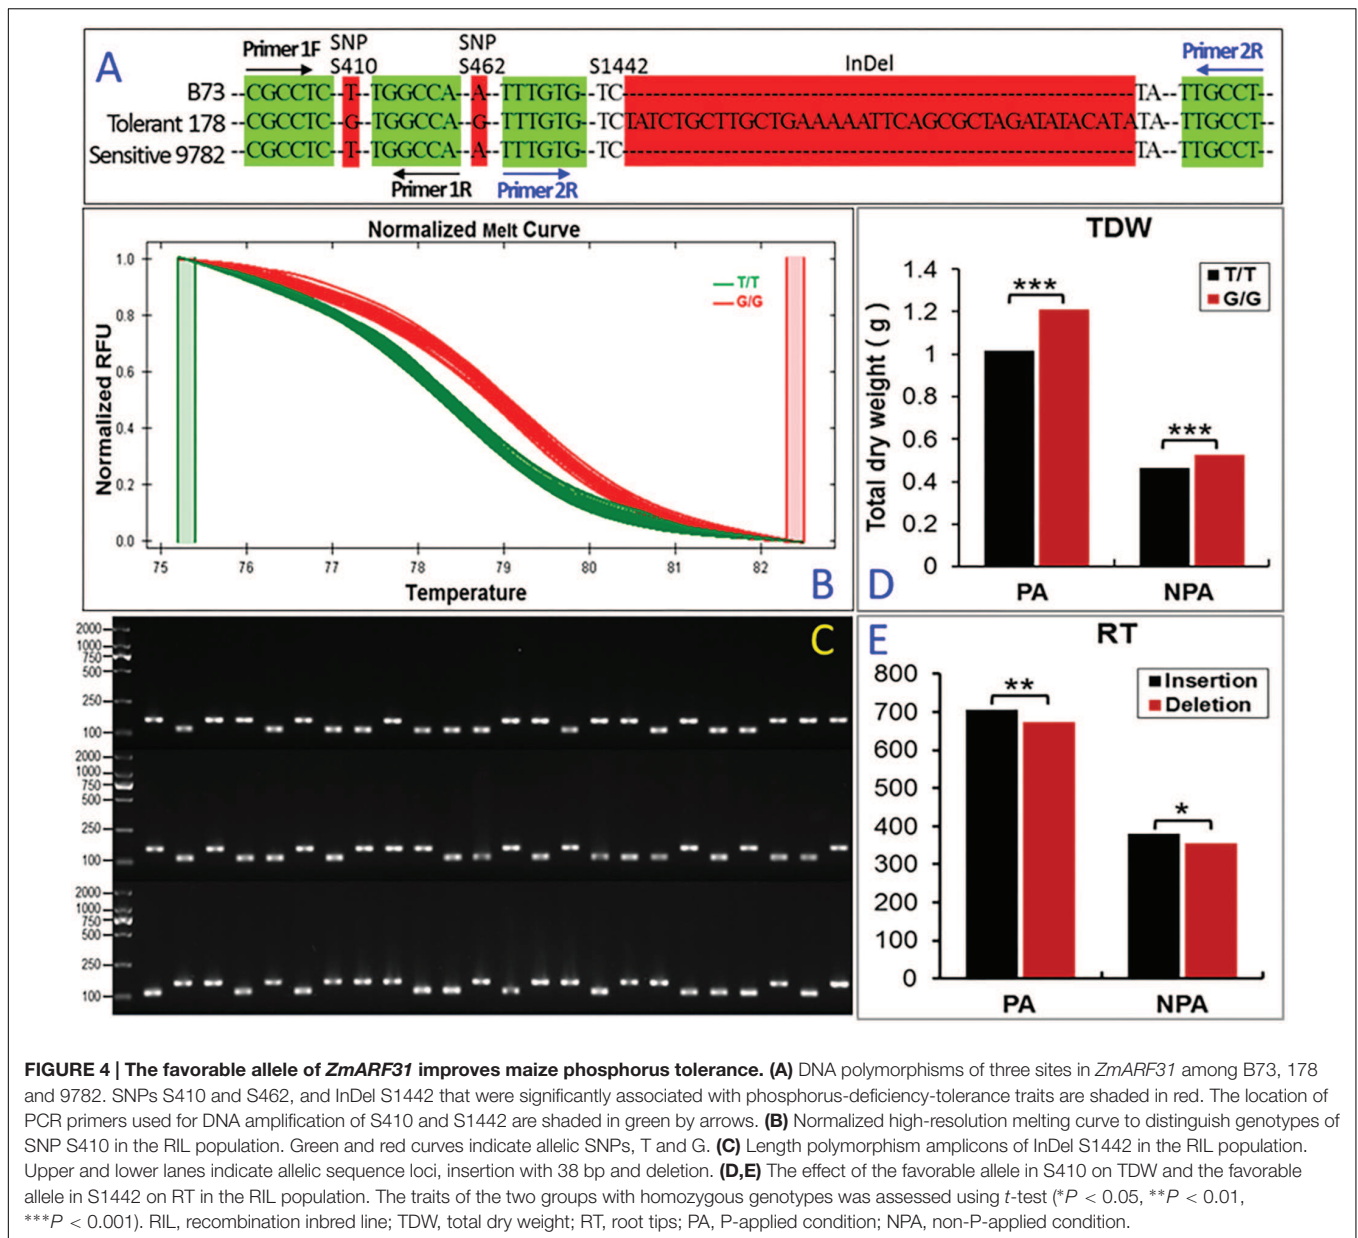 A
Primer 1F
SNP
S410
SNP
S462
S1442
InDel
Primer 2R
B73 --CGCCTC--T--TGGCCA--A--TTTGTG--TC--------------------------------------TA--TTGCCT--
Tolerant 178 --CGCCTC--G--TGGCCA--G--TTTGTG--TCTATCTGCTTGCTGAAAAATTCAGCGCTAGATATACATATA--TTGCCT--
Sensitive 9782 --CGCCTC--T--TGGCCA--A--TTTGTG--TC--------------------------------------TA--TTGCCT--
Primer 1R
Primer 2R
Normalized Melt Curve
T/T
G/G
Normalized RFU
1.0
0.8
0.6
0.4
0.2
0.0
75 76 77 78 79 80 81 82
Temperature
B
TDW
T/T
G/G
Total dry weight ( g )
1.4
1.2
1
0.8
0.6
0.4
0.2
0
***
***
PA NPA
D
C
2000
1000
750
500
250
100
2000
1000
750
500
250
100
2000
1000
750
500
250
100
E
RT
Insertion
Deletion
800
700
600
500
400
300
200
100
0
**
*
PA NPA
FIGURE 4 | The favorable allele of ZmARF31 improves maize phosphorus tolerance. (A) DNA polymorphisms of three sites in ZmARF31 among B73, 178
and 9782. SNPs S410 and S462, and InDel S1442 that were significantly associated with phosphorus-deficiency-tolerance traits are shaded in red. The location of
PCR primers used for DNA amplification of S410 and S1442 are shaded in green by arrows. (B) Normalized high-resolution melting curve to distinguish genotypes of
SNP S410 in the RIL population. Green and red curves indicate allelic SNPs, T and G. (C) Length polymorphism amplicons of InDel S1442 in the RIL population.
Upper and lower lanes indicate allelic sequence loci, insertion with 38 bp and deletion. (D,E) The effect of the favorable allele in S410 on TDW and the favorable
allele in S1442 on RT in the RIL population. The traits of the two groups with homozygous genotypes was assessed using t-test (*P < 0.05, **P < 0.01,
***P < 0.001). RIL, recombination inbred line; TDW, total dry weight; RT, root tips; PA, P-applied condition; NPA, non-P-applied condition.